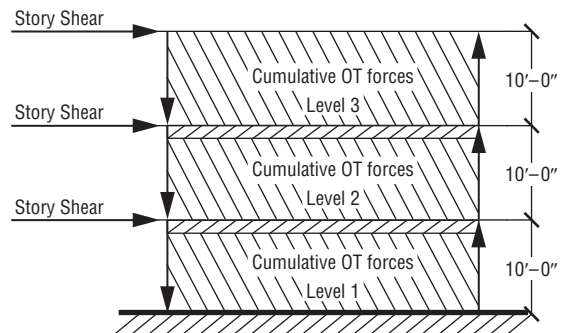 Story Shear
Cumulative OT forces
Level 3
10′–0″
Story Shear
Cumulative OT forces
Level 2
10′–0″
Story Shear
Cumulative OT forces
Level 1
10′–0″